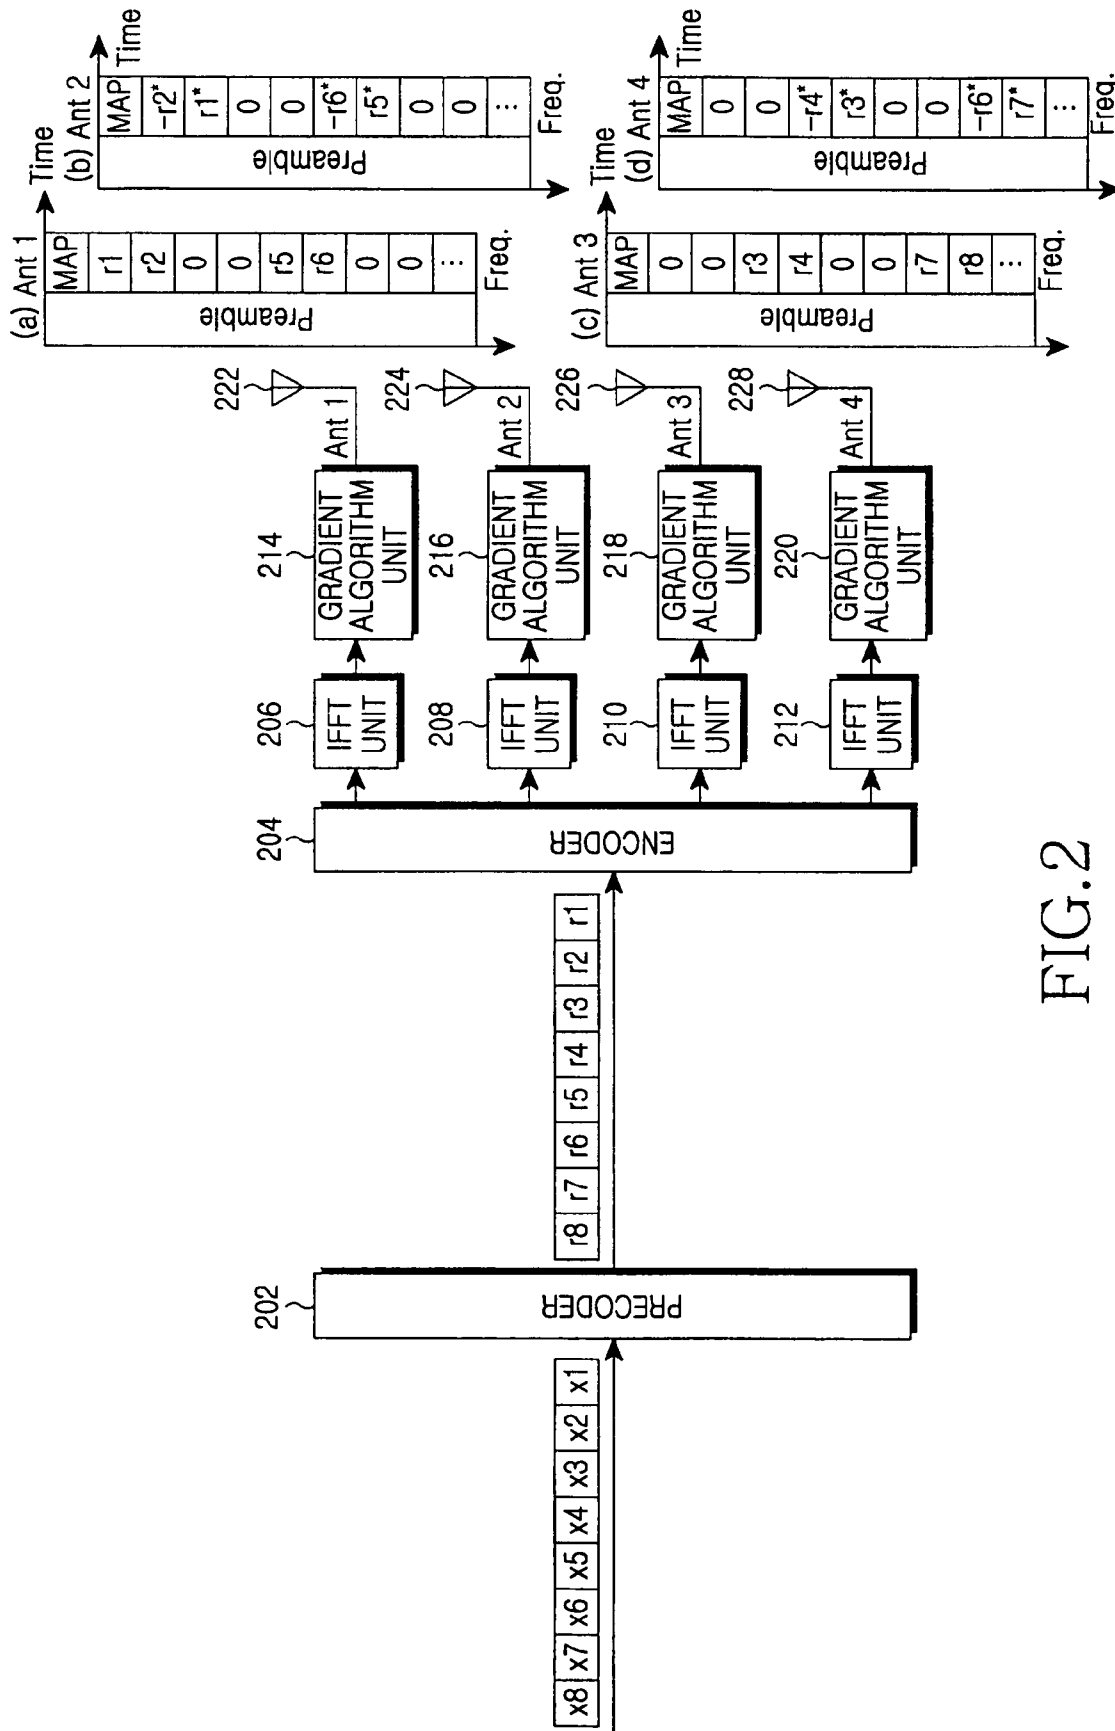 x8 x7 x6 x5 x4 x3 x2 x1
202
PRECODER
r8 r7 r6 r5 r4 r3 r2 r1
204
ENCODER
206
IFFT
UNIT
214
GRADIENT
ALGORITHM
UNIT
Ant 1
222
208
IFFT
UNIT
216
GRADIENT
ALGORITHM
UNIT
Ant 2
224
210
IFFT
UNIT
218
GRADIENT
ALGORITHM
UNIT
Ant 3
226
212
IFFT
UNIT
220
GRADIENT
ALGORITHM
UNIT
Ant 4
228
(a) Ant 1
Time
Preamble
MAP
r1
r2
0
0
r5
r6
0
0
...
Freq.
(b) Ant 2
Time
Preamble
MAP
-r2*
r1*
0
0
-r6*
r5*
0
0
...
Freq.
(c) Ant 3
Time
Preamble
MAP
0
0
r3
r4
0
0
r7
r8
...
Freq.
(d) Ant 4
Time
Preamble
MAP
0
0
-r4*
r3*
0
0
-r6*
r7*
...
Freq.
FIG.2